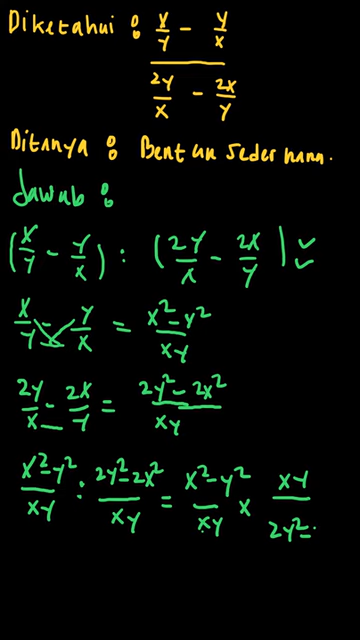 Diketahui : x/y - y/x
2y/x - 2x/y
Ditanya : Bentuk sederhana.
Jawab :
(x/y - y/x) : (2y/x - 2x/y)
x/y - y/x = x²-y²/xy
2y/x - 2x/y = 2y²-2x²/xy
x²-y²/xy : 2y²-2x²/xy = x²-y²/xy x xy/2y²-